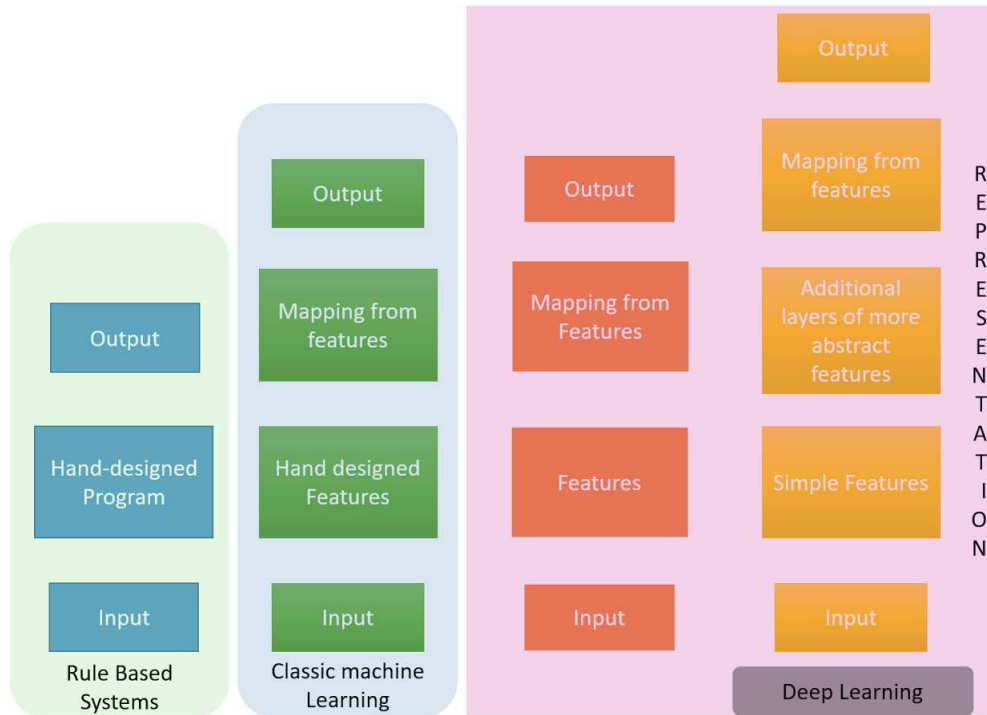 Output
Hand-designed
Program
Input
Rule Based
Systems
Output
Mapping from
features
Hand designed
Features
Input
Classic machine
Learning
Output
Mapping from
Features
Features
Input
Output
Mapping from
features
Additional
layers of more
abstract
features
Simple Features
Input
Deep Learning
R
E
P
R
E
S
E
N
T
A
T
I
O
N